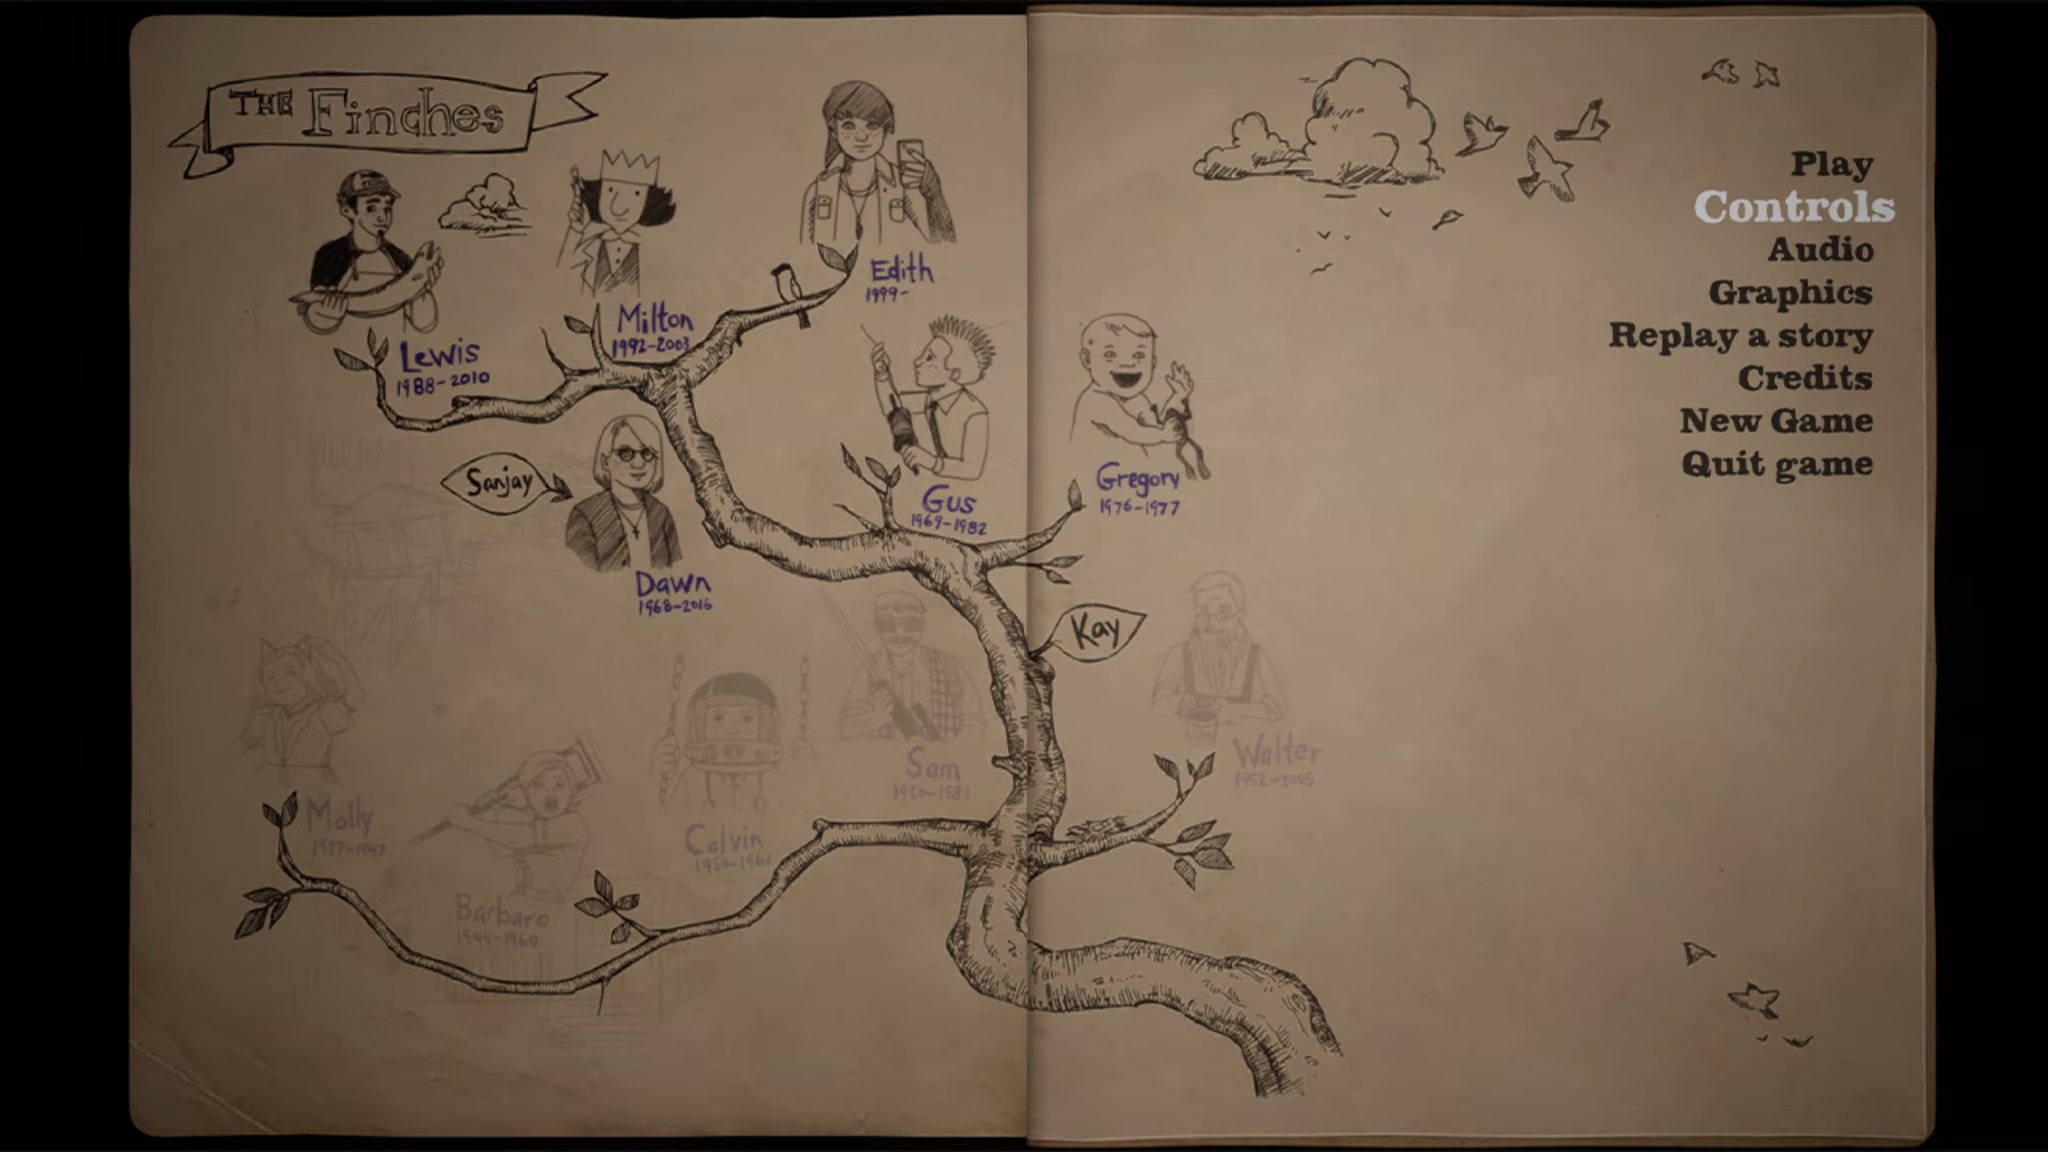 THE Finches
Edith
1999-
Milton
1992-2003
Lewis
1988-2010
Sanjay
Dawn
1968-2016
Gus
1969-1982
Gregory
1976-1977
Kay
Sam
1950-1983
Walter
1952-2005
Molly
1937-1947
Calvin
1950-1961
Barbara
1944-1960
Play
Controls
Audio
Graphics
Replay a story
Credits
New Game
Quit game